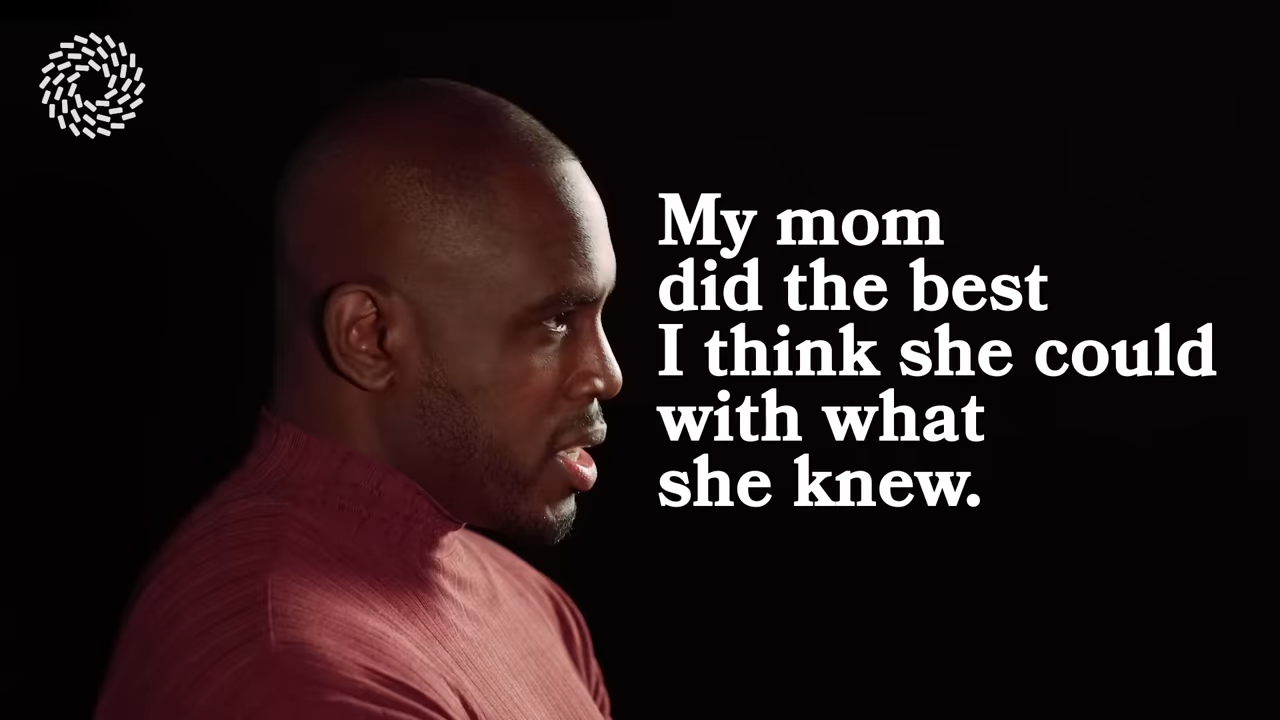 My mom
did the best
I think she could
with what
she knew.